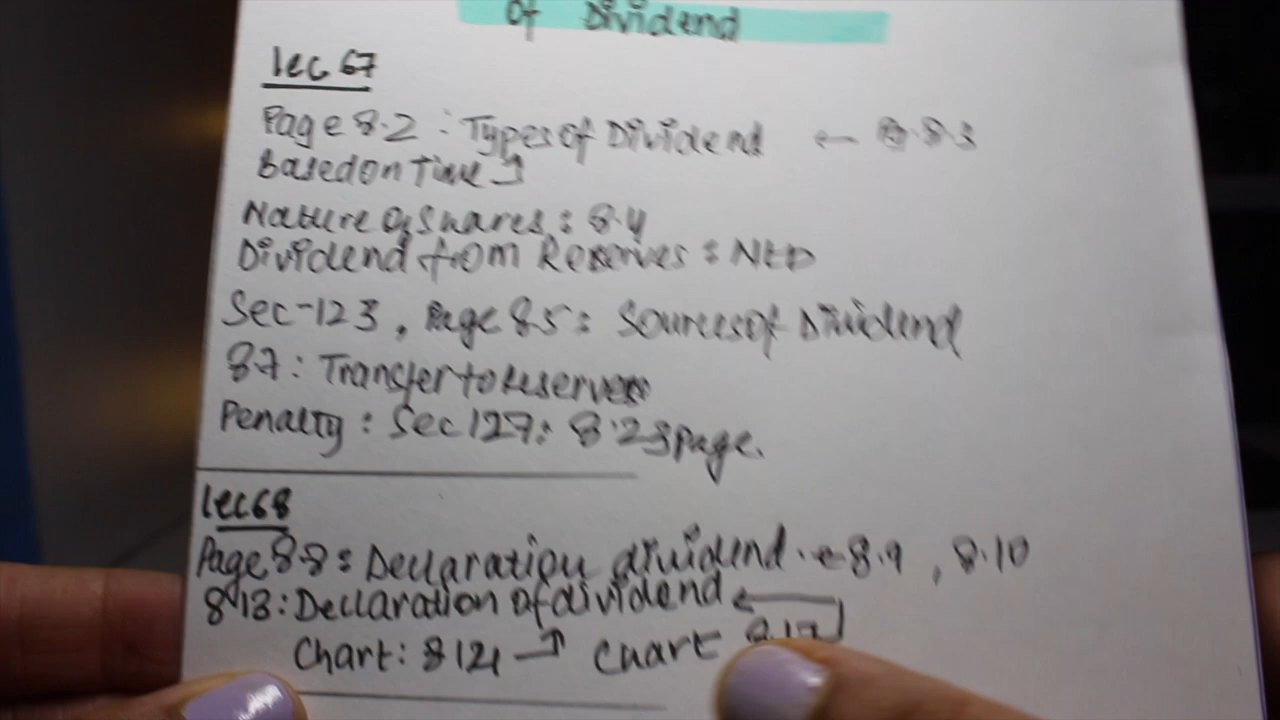 Of Dividend
Lec 67
Page 8.2 : Types of Dividend ← 8.3
Based on Time
Nature of Shares : 8.4
Dividend from Reserves :
Sec-123, Page 8.5 : Sources of Dividend
8.7 : Transfer to Reserves
Penalty : Sec 127 : 8.23 page.
Lec 68
Page 8.8 : Declaration dividend ← 8.9 , 8.10
8.13 : Declaration of dividend ←
Chart : Chart